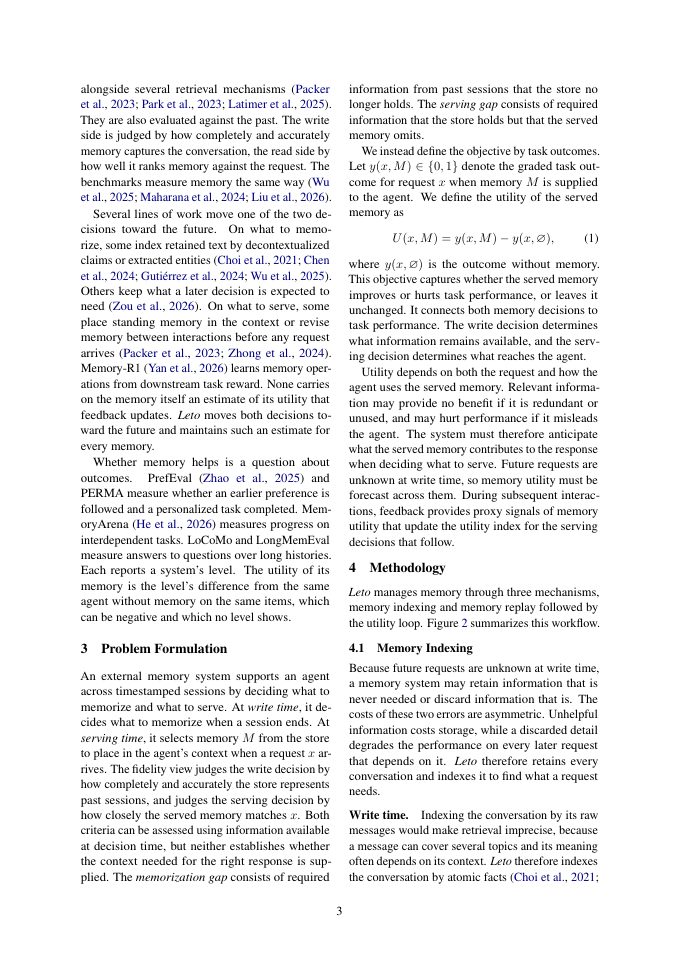 alongside several retrieval mechanisms (Packer
et al., 2023; Park et al., 2023; Latimer et al., 2025).
They are also evaluated against the past. The write
side is judged by how completely and accurately
memory captures the conversation, the read side by
how well it ranks memory against the request. The
benchmarks measure memory the same way (Wu
et al., 2025; Maharana et al., 2024; Liu et al., 2026).
Several lines of work move one of the two de-
cisions toward the future. On what to memo-
rize, some index retained text by decontextualized
claims or extracted entities (Choi et al., 2021; Chen
et al., 2024; Gutiérrez et al., 2024; Wu et al., 2025).
Others keep what a later decision is expected to
need (Zou et al., 2026). On what to serve, some
place standing memory in the context or revise
memory between interactions before any request
arrives (Packer et al., 2023; Zhong et al., 2024).
Memory-R1 (Yan et al., 2026) learns memory oper-
ations from downstream task reward. None carries
on the memory itself an estimate of its utility that
feedback updates. Leto moves both decisions to-
ward the future and maintains such an estimate for
every memory.
Whether memory helps is a question about
outcomes. PrefEval (Zhao et al., 2025) and
PERMA measure whether an earlier preference is
followed and a personalized task completed. Mem-
oryArena (He et al., 2026) measures progress on
interdependent tasks. LoCoMo and LongMemEval
measure answers to questions over long histories.
Each reports a system's level. The utility of its
memory is the level's difference from the same
agent without memory on the same items, which
can be negative and which no level shows.
3 Problem Formulation
An external memory system supports an agent
across timestamped sessions by deciding what to
memorize and what to serve. At write time, it de-
cides what to memorize when a session ends. At
serving time, it selects memory M from the store
to place in the agent's context when a request x ar-
rives. The fidelity view judges the write decision by
how completely and accurately the store represents
past sessions, and judges the serving decision by
how closely the served memory matches x. Both
criteria can be assessed using information available
at decision time, but neither establishes whether
the context needed for the right response is sup-
plied. The memorization gap consists of required
information from past sessions that the store no
longer holds. The serving gap consists of required
information that the store holds but that the served
memory omits.
We instead define the objective by task outcomes.
Let y(x, M) ∈ {0, 1} denote the graded task out-
come for request x when memory M is supplied
to the agent. We define the utility of the served
memory as
U(x, M) = y(x, M) − y(x, ∅), (1)
where y(x, ∅) is the outcome without memory.
This objective captures whether the served memory
improves or hurts task performance, or leaves it
unchanged. It connects both memory decisions to
task performance. The write decision determines
what information remains available, and the serv-
ing decision determines what reaches the agent.
Utility depends on both the request and how the
agent uses the served memory. Relevant informa-
tion may provide no benefit if it is redundant or
unused, and may hurt performance if it misleads
the agent. The system must therefore anticipate
what the served memory contributes to the response
when deciding what to serve. Future requests are
unknown at write time, so memory utility must be
forecast across them. During subsequent interac-
tions, feedback provides proxy signals of memory
utility that update the utility index for the serving
decisions that follow.
4 Methodology
Leto manages memory through three mechanisms,
memory indexing and memory replay followed by
the utility loop. Figure 2 summarizes this workflow.
4.1 Memory Indexing
Because future requests are unknown at write time,
a memory system may retain information that is
never needed or discard information that is. The
costs of these two errors are asymmetric. Unhelpful
information costs storage, while a discarded detail
degrades the performance on every later request
that depends on it. Leto therefore retains every
conversation and indexes it to find what a request
needs.
Write time. Indexing the conversation by its raw
messages would make retrieval imprecise, because
a message can cover several topics and its meaning
often depends on its context. Leto therefore indexes
the conversation by atomic facts (Choi et al., 2021;
3